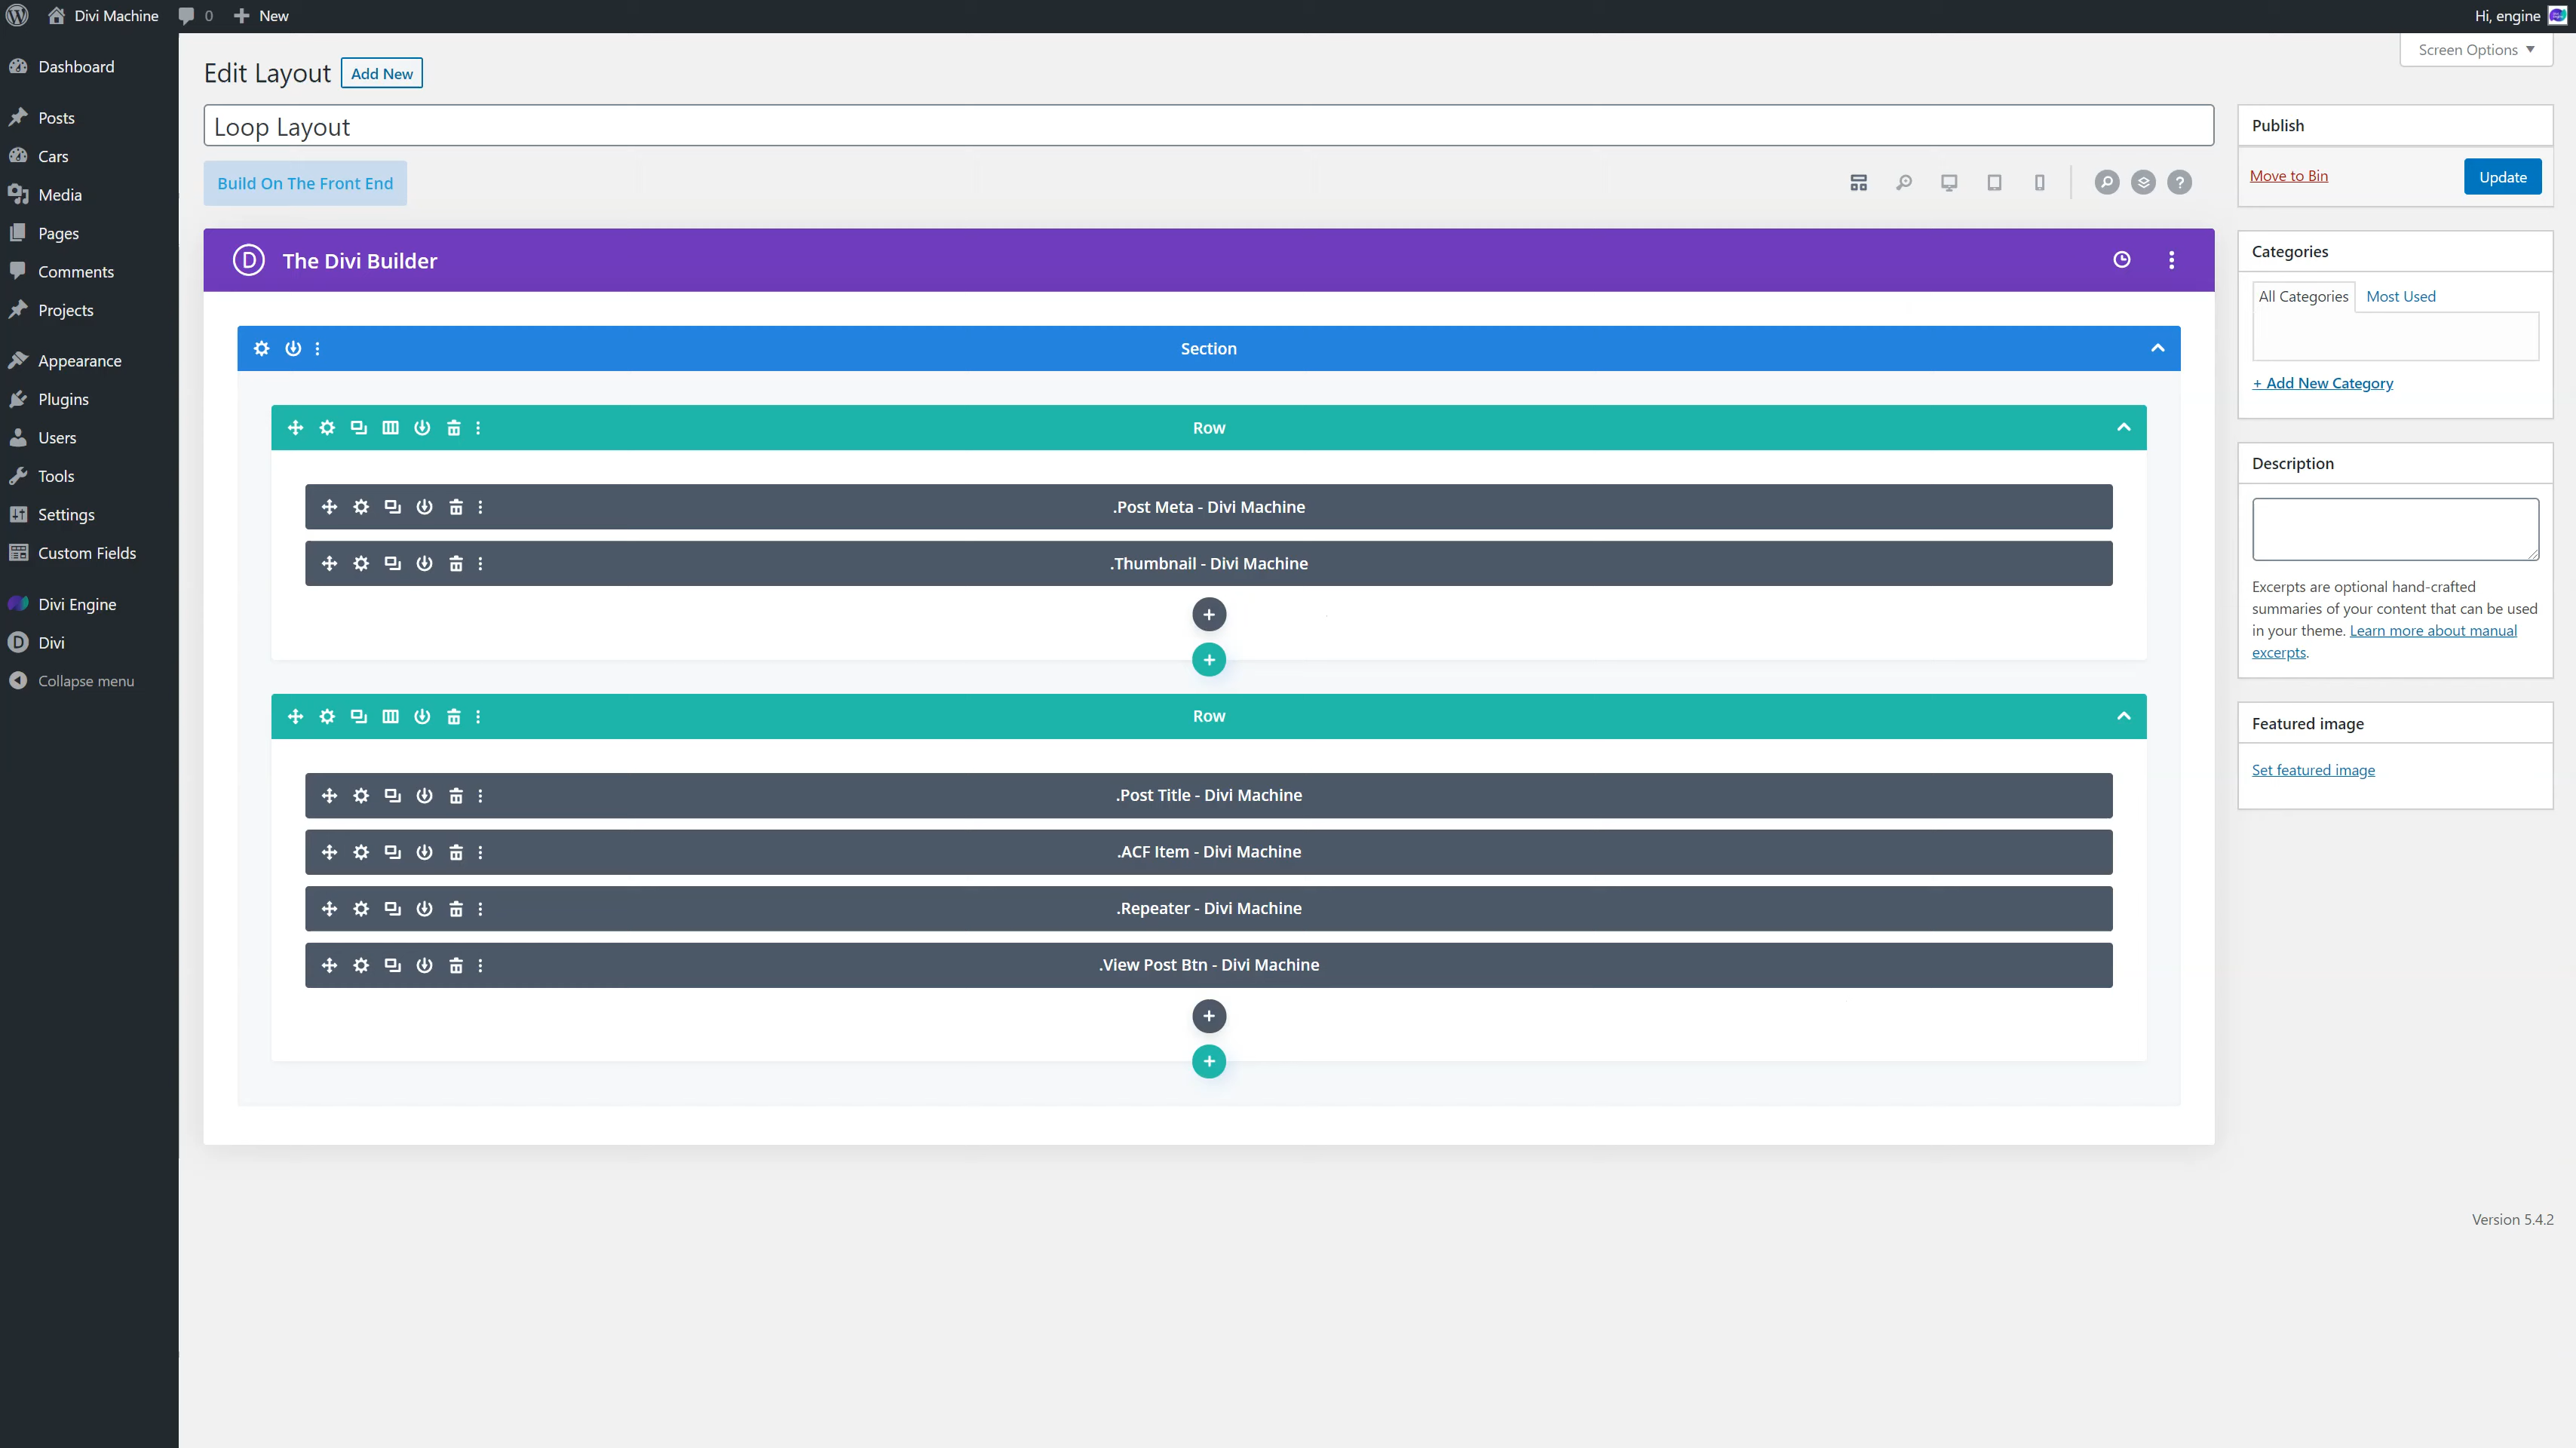 Divi Machine
0
New
Hi, engine
Screen Options
Dashboard
Posts
Cars
Media
Pages
Comments
Projects
Appearance
Plugins
Users
Tools
Settings
Custom Fields
Divi Engine
D Divi
Collapse menu
Edit Layout
Add New
Loop Layout
Build On The Front End
?
D The Divi Builder
Section
Row
.Post Meta - Divi Machine
.Thumbnail - Divi Machine
+
+
Row
.Post Title - Divi Machine
.ACF Item - Divi Machine
.Repeater - Divi Machine
.View Post Btn - Divi Machine
+
+
Publish
Move to Bin
Update
Categories
All Categories
Most Used
+ Add New Category
Description
Excerpts are optional hand-crafted
summaries of your content that can be used
in your theme. Learn more about manual
excerpts.
Featured image
Set featured image
Version 5.4.2